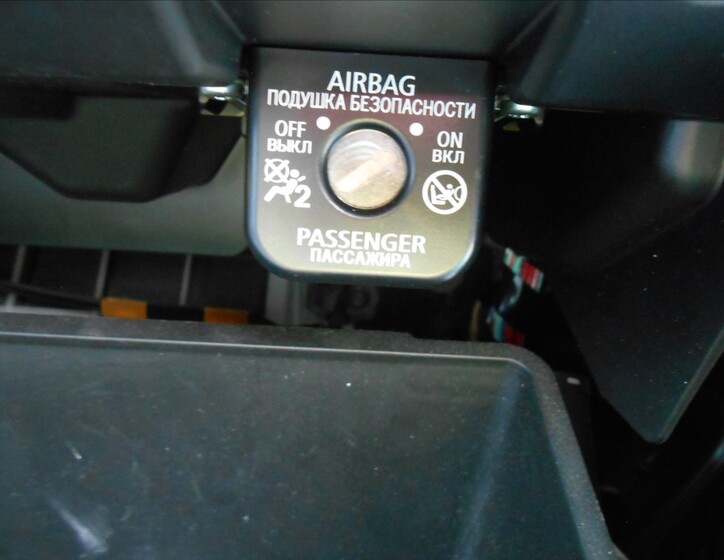 AIRBAG
ПОДУШКА БЕЗОПАСНОСТИ
OFF
ВЫКЛ
ON
ВКЛ
2
PASSENGER
ПАССАЖИРА